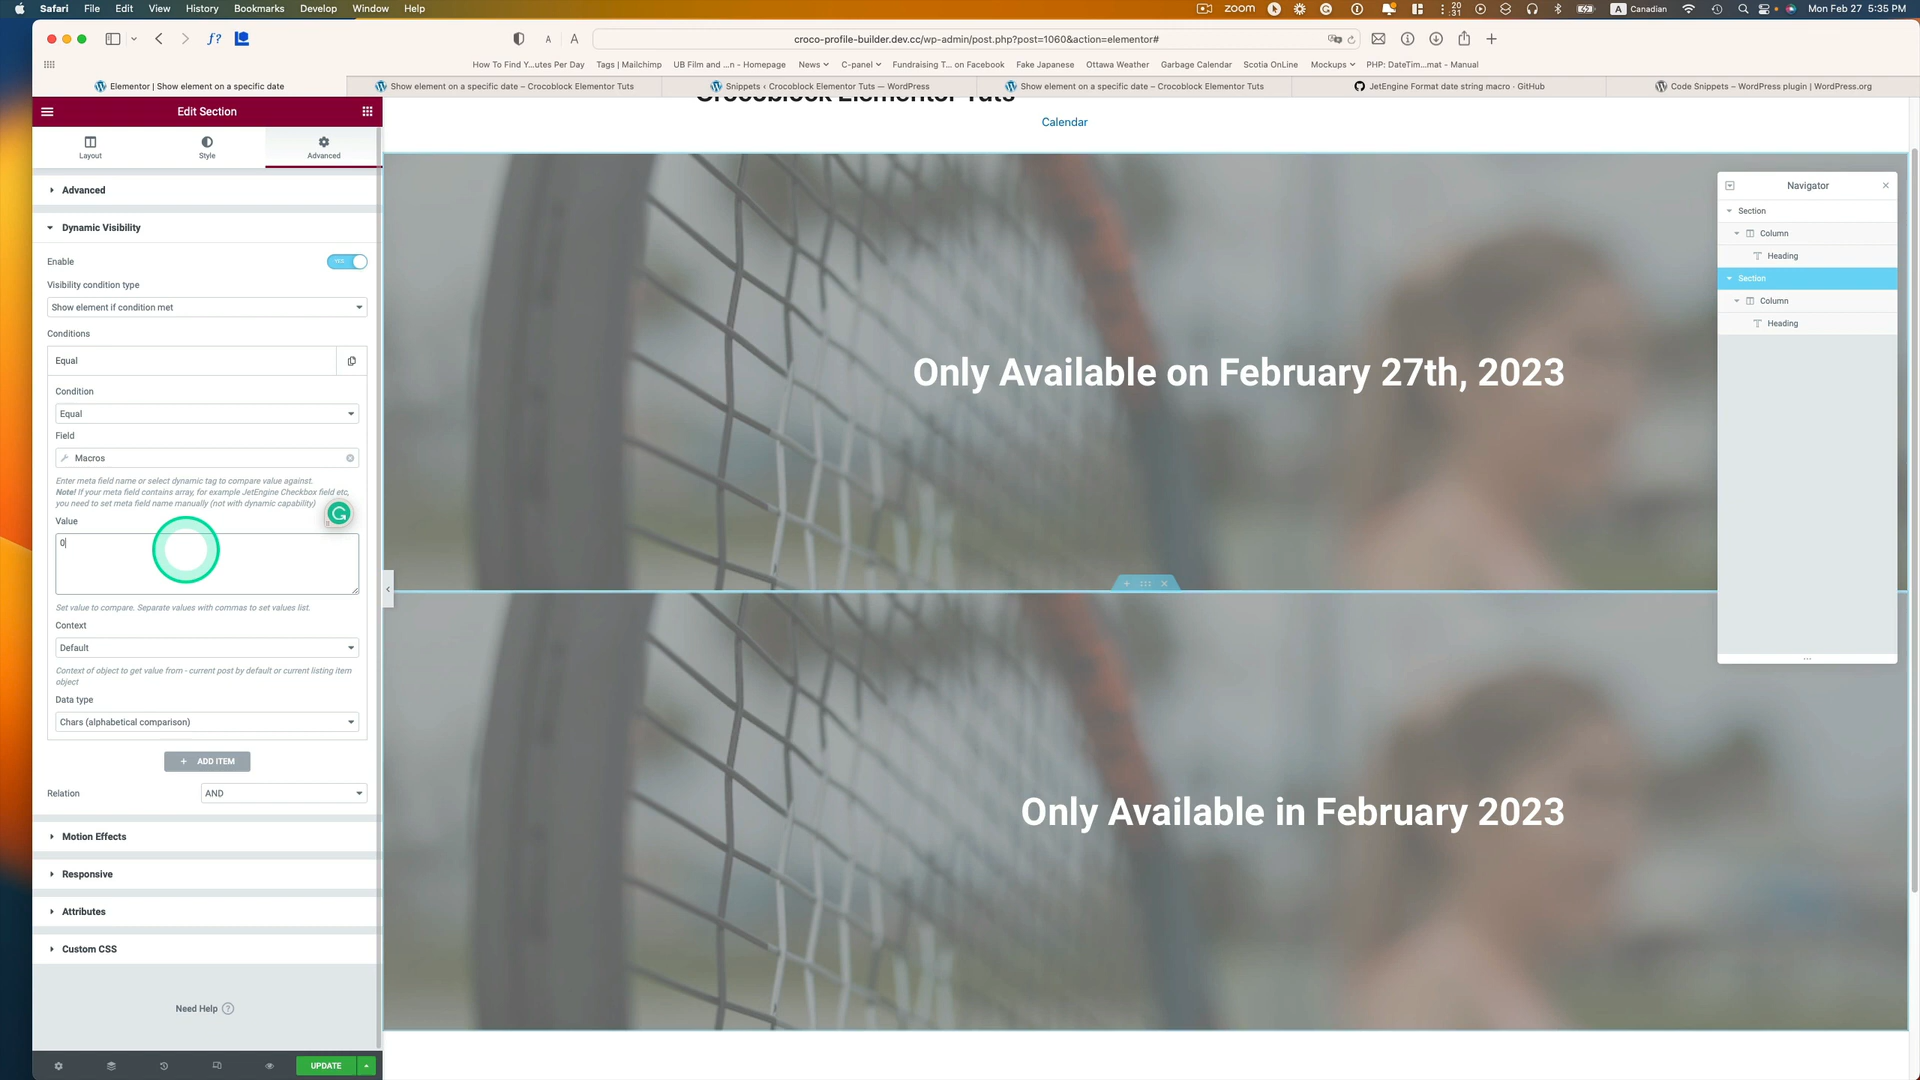 Safari File Edit View History Bookmarks Develop Window Help
zoom
20
31
A Canadian
Mon Feb 27 5:35 PM
f?
A A
croco-profile-builder.dev.cc/wp-admin/post.php?post=1060&action=elementor#
How To Find Y...utes Per Day Tags | Mailchimp UB Film and ...n - Homepage News C-panel Fundraising T... on Facebook Fake Japanese Ottawa Weather Garbage Calendar Scotia OnLine Mockups PHP: DateTim...mat - Manual
Elementor | Show element on a specific date
Show element on a specific date – Crocoblock Elementor Tuts
Snippets ‹ Crocoblock Elementor Tuts — WordPress
Show element on a specific date – Crocoblock Elementor Tuts
JetEngine Format date string macro · GitHub
Code Snippets – WordPress plugin | WordPress.org
Edit Section
Layout Style Advanced
Advanced
Dynamic Visibility
Enable
YES
Visibility condition type
Show element if condition met
Conditions
Equal
Condition
Equal
Field
Macros
Enter meta field name or select dynamic tag to compare value against.
Note! If your meta field contains array, for example JetEngine Checkbox field etc,
you need to set meta field name manually (not with dynamic capability)
Value
0
Set value to compare. Separate values with commas to set values list.
Context
Default
Context of object to get value from - current post by default or current listing item
object
Data type
Chars (alphabetical comparison)
+ ADD ITEM
Relation
AND
Motion Effects
Responsive
Attributes
Custom CSS
Need Help ?
UPDATE
Crocoblock Elementor Tuts
Calendar
Only Available on February 27th, 2023
Only Available in February 2023
Navigator
Section
Column
Heading
Section
Column
Heading